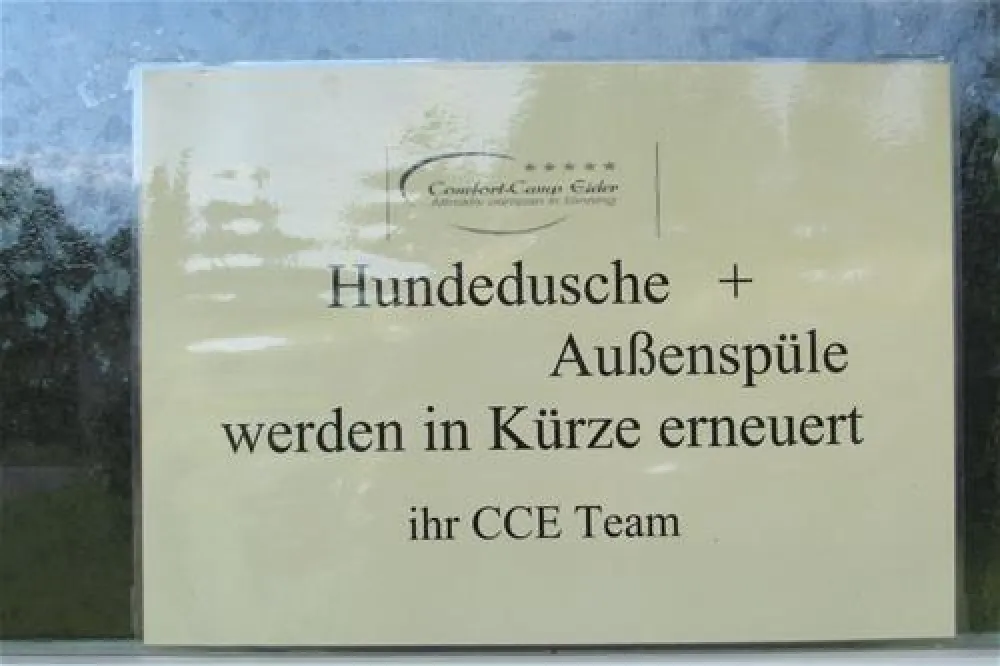 Comfort-Camp Eider
Hundedusche +
Außenspüle
werden in Kürze erneuert
ihr CCE Team